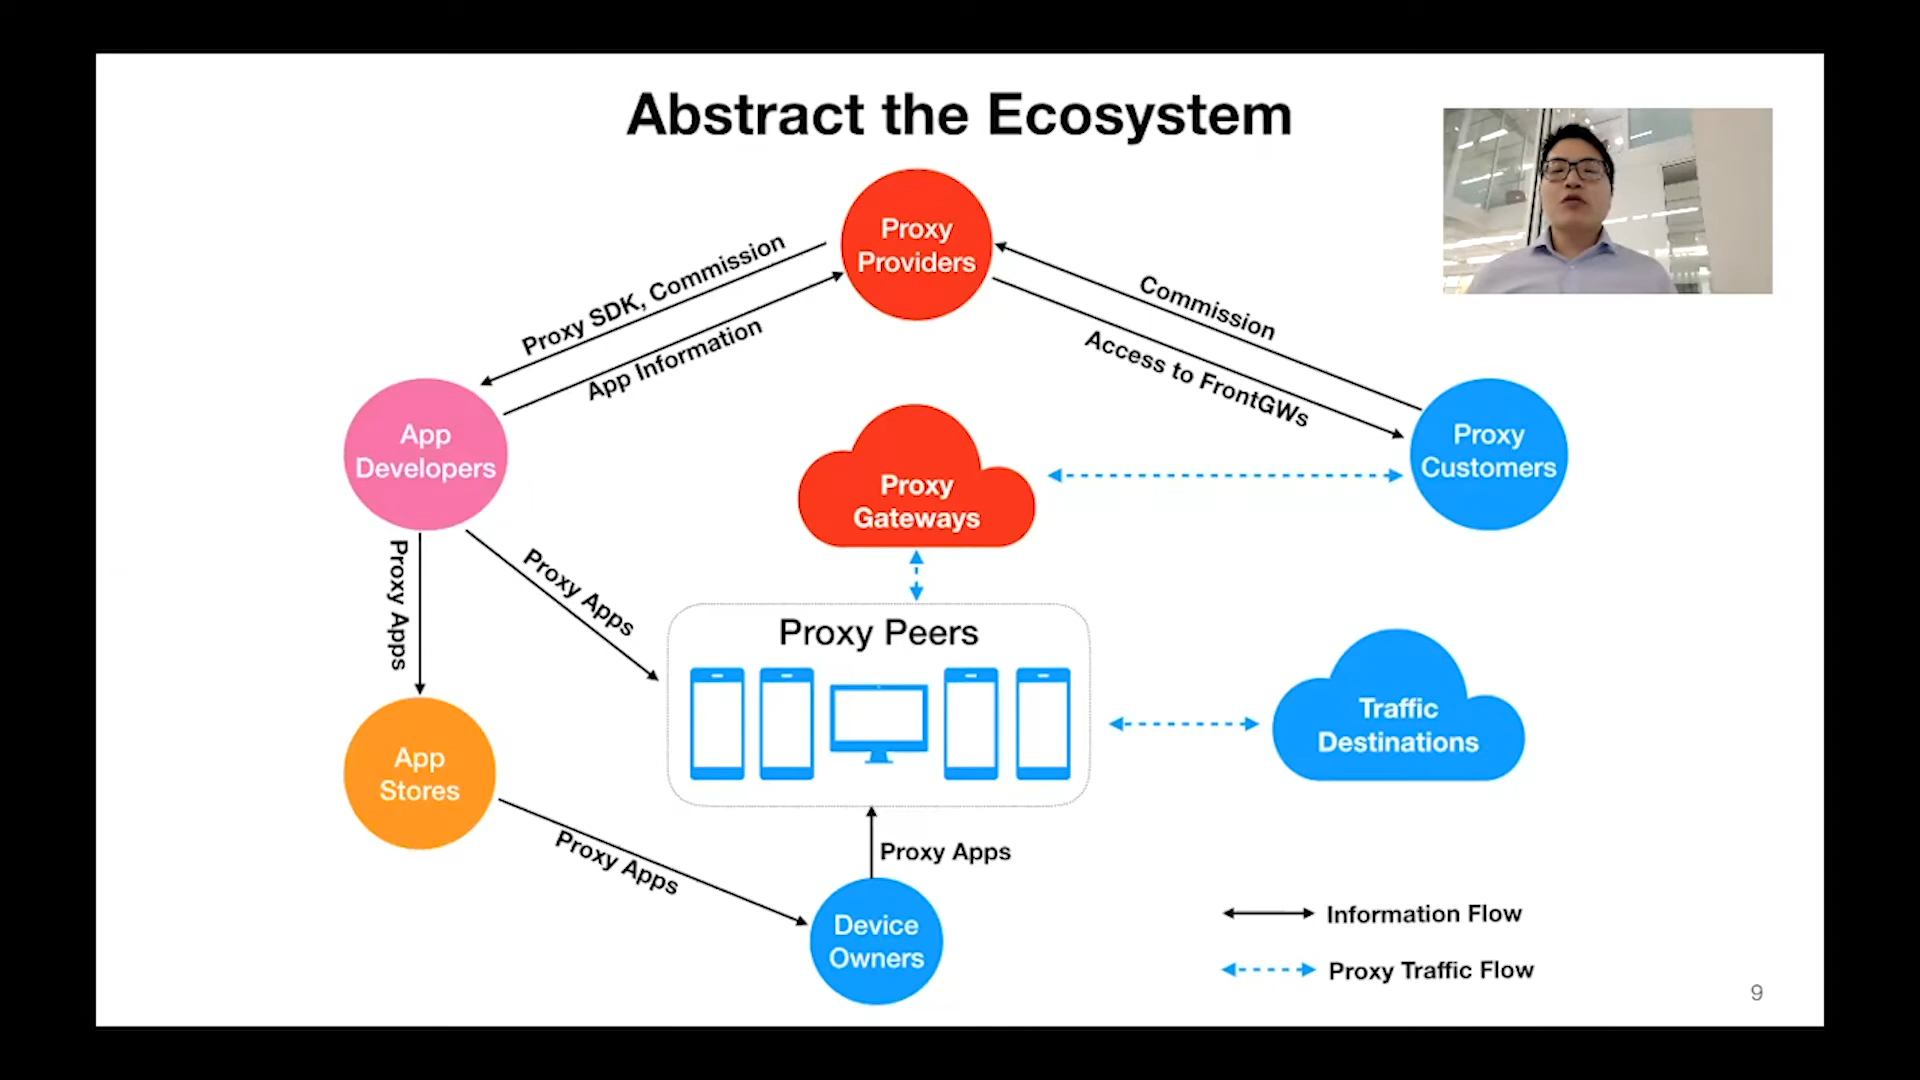 Abstract the Ecosystem
Proxy
Providers
Proxy SDK, Commission
App Information
Commission
Access to FrontGWs
App
Developers
Proxy
Customers
Proxy
Gateways
Proxy Apps
Proxy Apps
Proxy Peers
App
Stores
Traffic
Destinations
Proxy Apps
Proxy Apps
Device
Owners
Information Flow
Proxy Traffic Flow
9